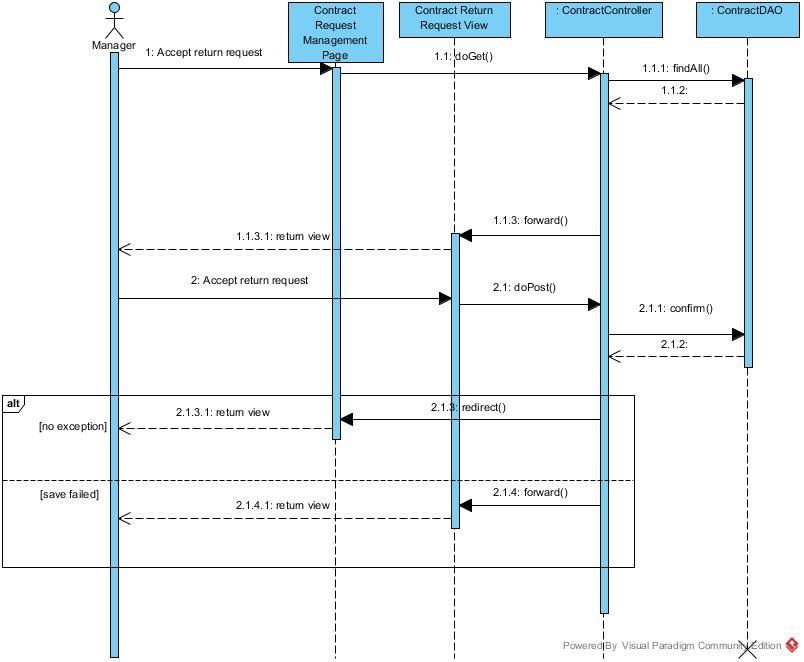 Manager
Contract
Request
Management
Page
Contract Return
Request View
: ContractController
: ContractDAO
1: Accept return request
1.1: doGet()
1.1.1: findAll()
1.1.2:
1.1.3: forward()
1.1.3.1: return view
2: Accept return request
2.1: doPost()
2.1.1: confirm()
2.1.2:
alt
[no exception]
2.1.3: redirect()
2.1.3.1: return view
[save failed]
2.1.4: forward()
2.1.4.1: return view
Powered By Visual Paradigm Community Edition